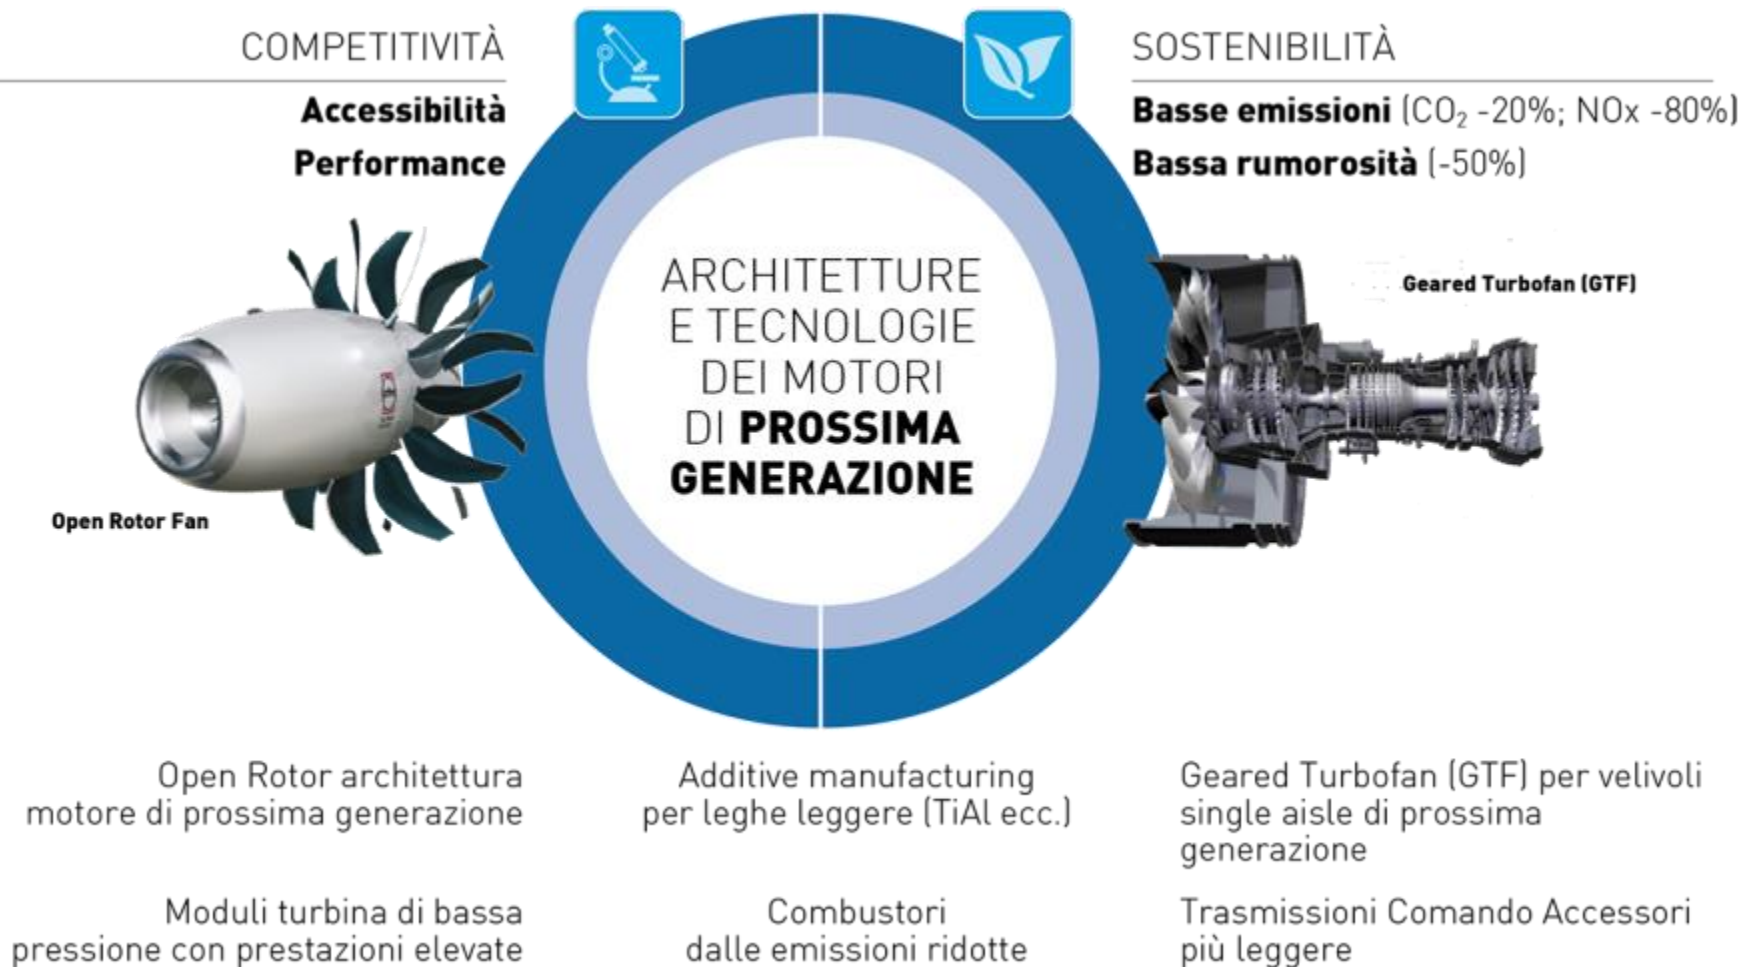 COMPETITIVITÀ
Accessibilità
Performance
SOSTENIBILITÀ
Basse emissioni (CO₂ -20%; NOx -80%)
Bassa rumorosità (-50%)
ARCHITETTURE
E TECNOLOGIE
DEI MOTORI
DI PROSSIMA
GENERAZIONE
Open Rotor Fan
Geared Turbofan (GTF)
Open Rotor architettura
motore di prossima generazione
Additive manufacturing
per leghe leggere (TiAl ecc.)
Geared Turbofan (GTF) per velivoli
single aisle di prossima
generazione
Moduli turbina di bassa
pressione con prestazioni elevate
Combustori
dalle emissioni ridotte
Trasmissioni Comando Accessori
più leggere